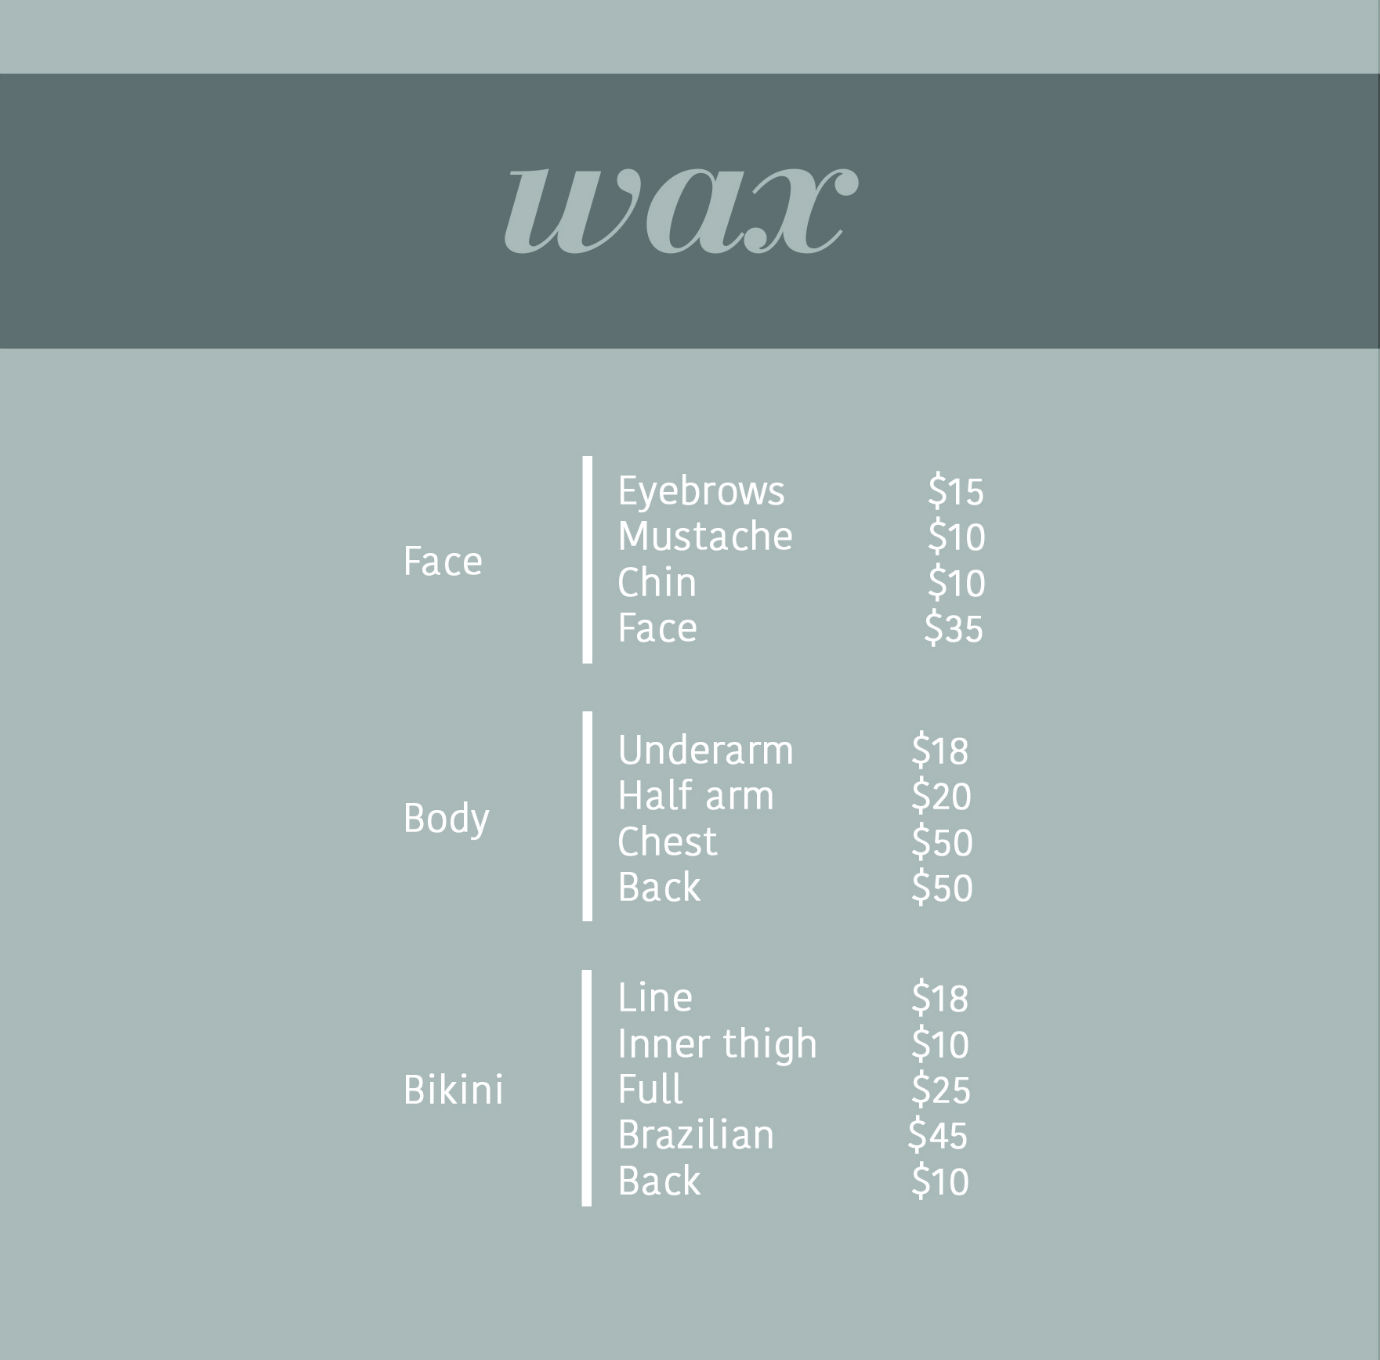 wax
Face
Eyebrows $15
Mustache $10
Chin $10
Face $35
Body
Underarm $18
Half arm $20
Chest $50
Back $50
Bikini
Line $18
Inner thigh $10
Full $25
Brazilian $45
Back $10